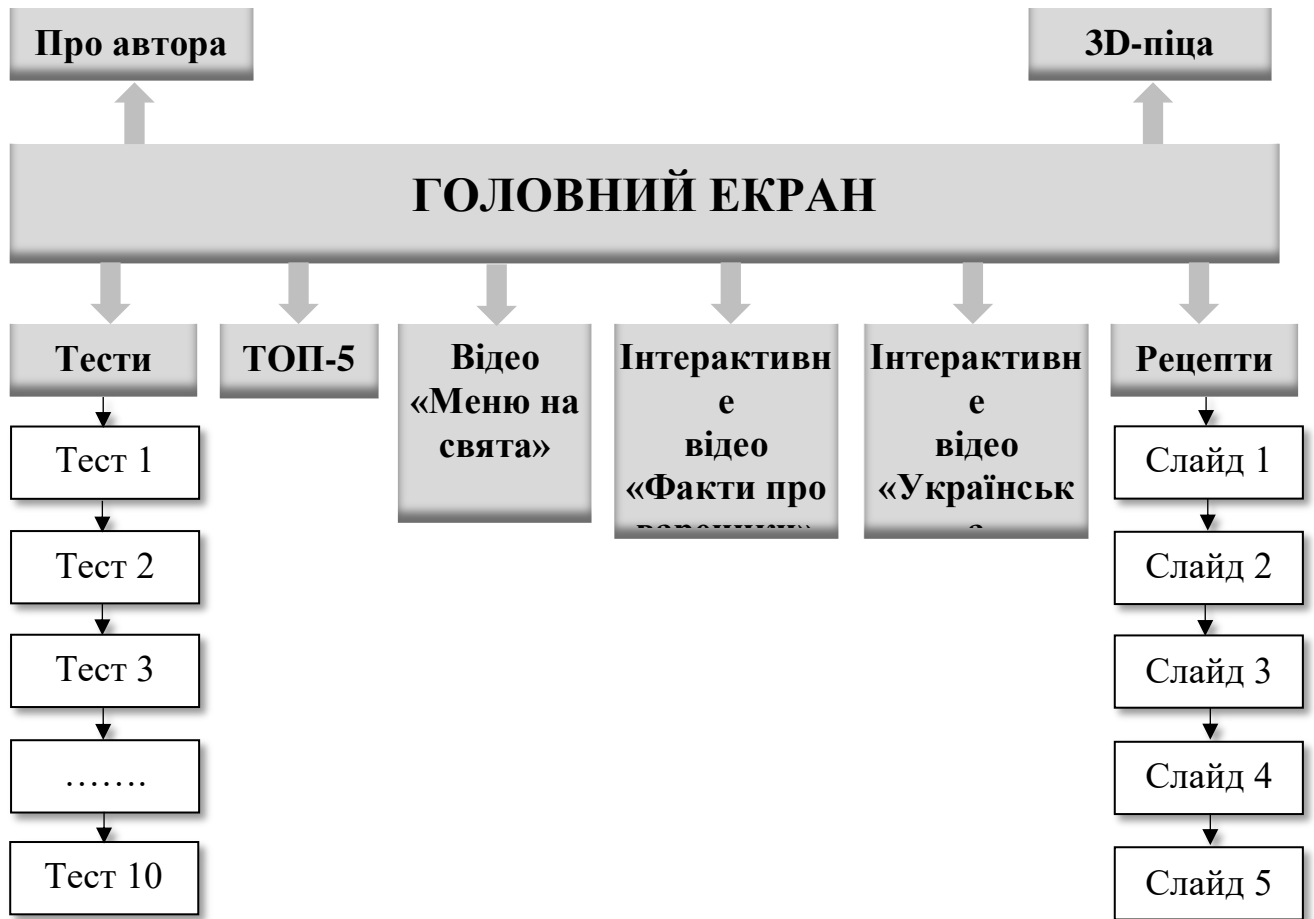 Про автора
3D-піца
ГОЛОВНИЙ ЕКРАН
Тести
ТОП-5
Відео
«Меню на
свята»
Інтерактивн
е
відео
«Факти про
Інтерактивн
е
відео
«Українськ
Рецепти
Тест 1
Тест 2
Тест 3
…….
Тест 10
Слайд 1
Слайд 2
Слайд 3
Слайд 4
Слайд 5